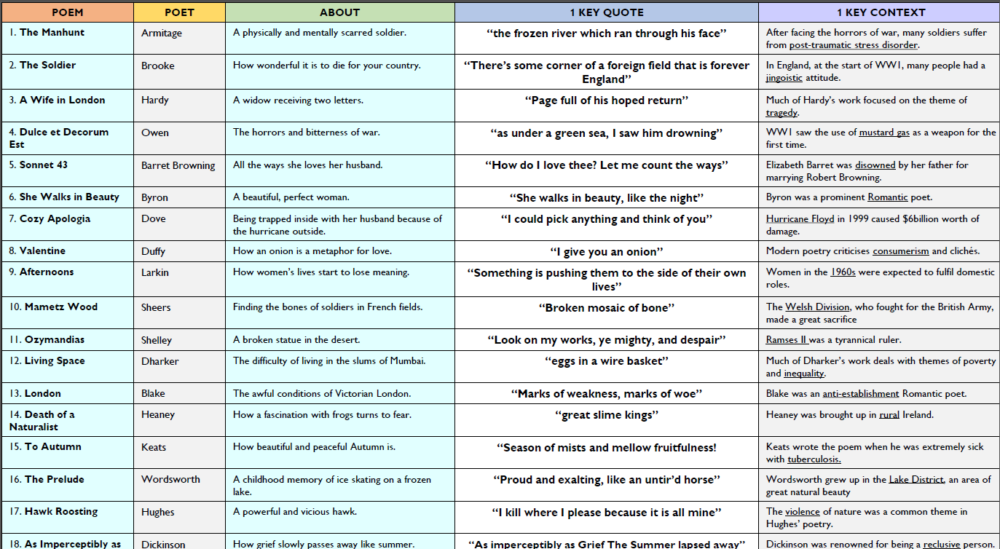 POEM POET ABOUT 1 KEY QUOTE 1 KEY CONTEXT
1. The Manhunt Armitage A physically and mentally scarred soldier. “the frozen river which ran through his face” After facing the horrors of war, many soldiers suffer
from post-traumatic stress disorder.
2. The Soldier Brooke How wonderful it is to die for your country. “There’s some corner of a foreign field that is forever In England, at the start of WW1, many people had a
England” jingoistic attitude.
3. A Wife in London Hardy A widow receiving two letters. “Page full of his hoped return” Much of Hardy’s work focused on the theme of
tragedy.
4. Dulce et Decorum Owen The horrors and bitterness of war. “as under a green sea, I saw him drowning” WW1 saw the use of mustard gas as a weapon for the
Est first time.
5. Sonnet 43 Barret Browning All the ways she loves her husband. “How do I love thee? Let me count the ways” Elizabeth Barret was disowned by her father for
marrying Robert Browning.
6. She Walks in Beauty Byron A beautiful, perfect woman. “She walks in beauty, like the night” Byron was a prominent Romantic poet.
7. Cozy Apologia Dove Being trapped inside with her husband because of “I could pick anything and think of you” Hurricane Floyd in 1999 caused $6billion worth of
the hurricane outside. damage.
8. Valentine Duffy How an onion is a metaphor for love. “I give you an onion” Modern poetry criticises consumerism and clichés.
9. Afternoons Larkin How women’s lives start to lose meaning. “Something is pushing them to the side of their own Women in the 1960s were expected to fulfil domestic
lives” roles.
10. Mametz Wood Sheers Finding the bones of soldiers in French fields. “Broken mosaic of bone” The Welsh Division, who fought for the British Army,
made a great sacrifice
11. Ozymandias Shelley A broken statue in the desert. “Look on my works, ye mighty, and despair” Ramses II was a tyrannical ruler.
12. Living Space Dharker The difficulty of living in the slums of Mumbai. “eggs in a wire basket” Much of Dharker’s work deals with themes of poverty
and inequality.
13. London Blake The awful conditions of Victorian London. “Marks of weakness, marks of woe” Blake was an anti-establishment Romantic poet.
14. Death of a Heaney How a fascination with frogs turns to fear. “great slime kings” Heaney was brought up in rural Ireland.
Naturalist
15. To Autumn Keats How beautiful and peaceful Autumn is. “Season of mists and mellow fruitfulness! Keats wrote the poem when he was extremely sick
with tuberculosis.
16. The Prelude Wordsworth A childhood memory of ice skating on a frozen “Proud and exalting, like an untir’d horse” Wordsworth grew up in the Lake District, an area of
lake. great natural beauty
17. Hawk Roosting Hughes A powerful and vicious hawk. “I kill where I please because it is all mine” The violence of nature was a common theme in
Hughes’ poetry.
18. As Imperceptibly as Dickinson How grief slowly passes away like summer. “As imperceptibly as Grief The Summer lapsed away” Dickinson was renowned for being a reclusive person.